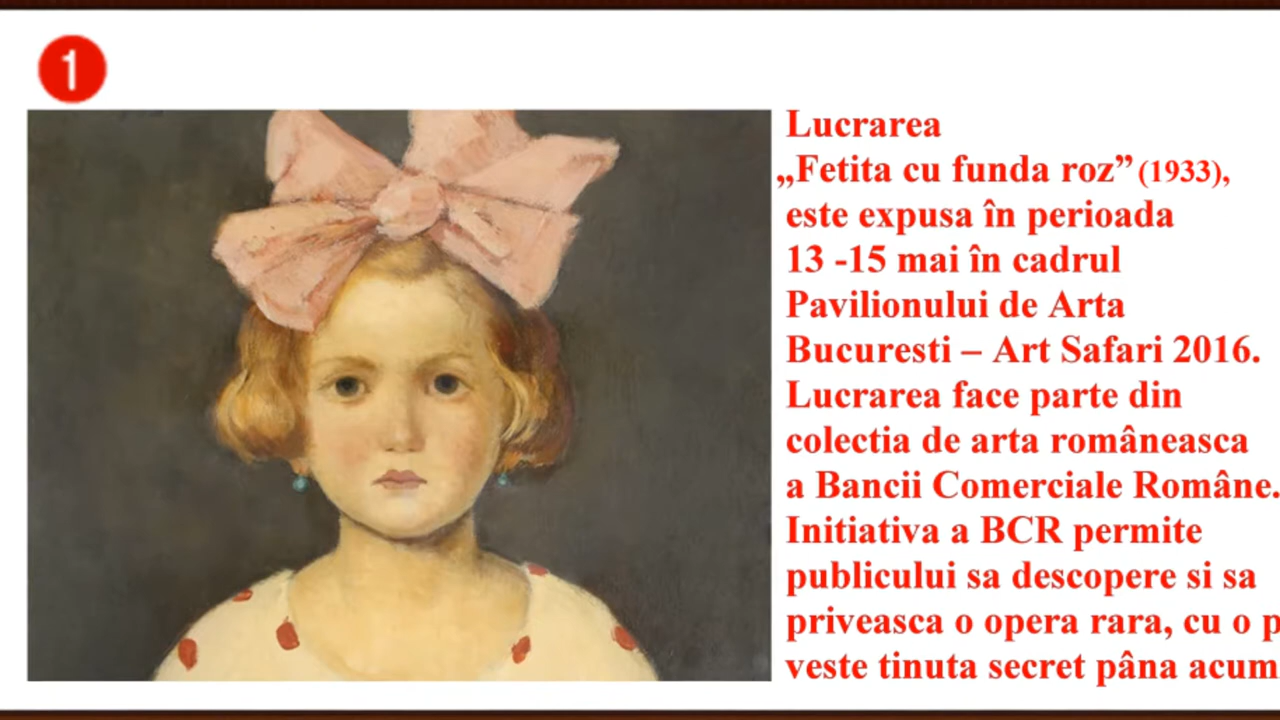 1
Lucrarea
„Fetita cu funda roz” (1933),
este expusa în perioada
13 -15 mai în cadrul
Pavilionului de Arta
Bucuresti – Art Safari 2016.
Lucrarea face parte din
colectia de arta româneasca
a Bancii Comerciale Române.
Initiativa a BCR permite
publicului sa descopere si sa
priveasca o opera rara, cu o p
veste tinuta secret pâna acum